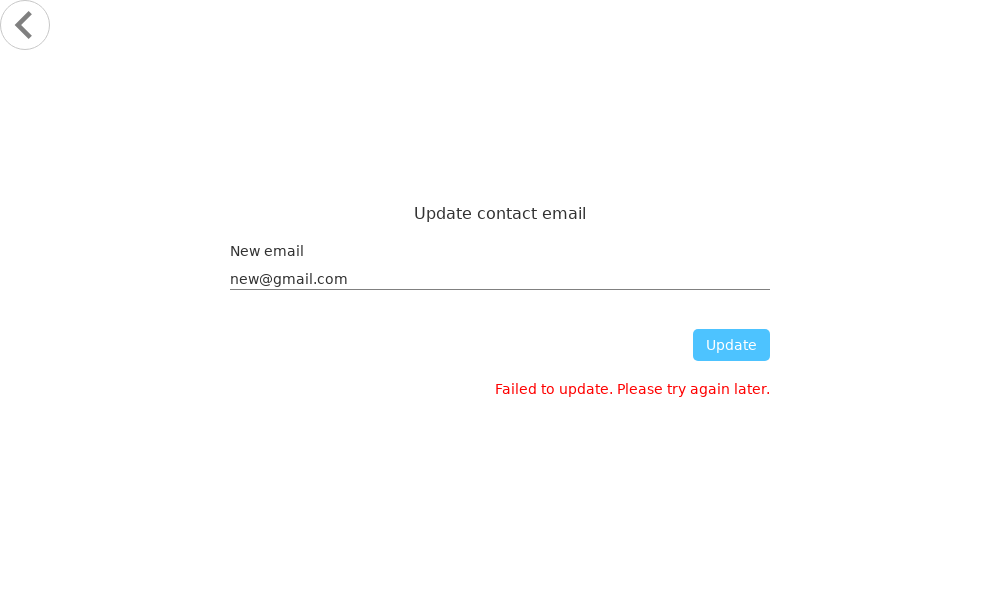 Update contact email
New email
new@gmail.com
Update
Failed to update. Please try again later.